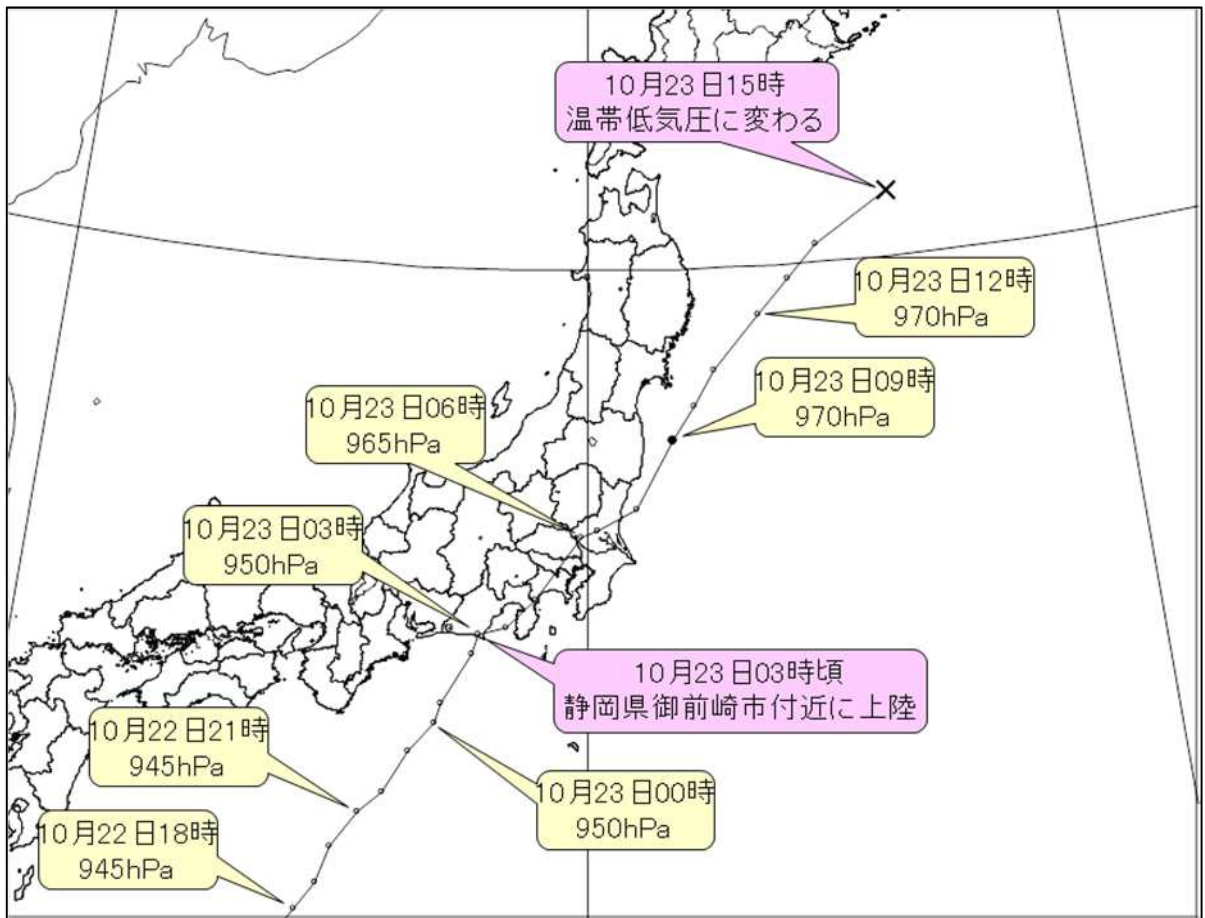 10月23日15時
温帯低気圧に変わる
10月23日12時
970hPa
10月23日09時
970hPa
10月23日06時
965hPa
10月23日03時
950hPa
10月23日03時頃
静岡県御前崎市付近に上陸
10月22日21時
945hPa
10月23日00時
950hPa
10月22日18時
945hPa